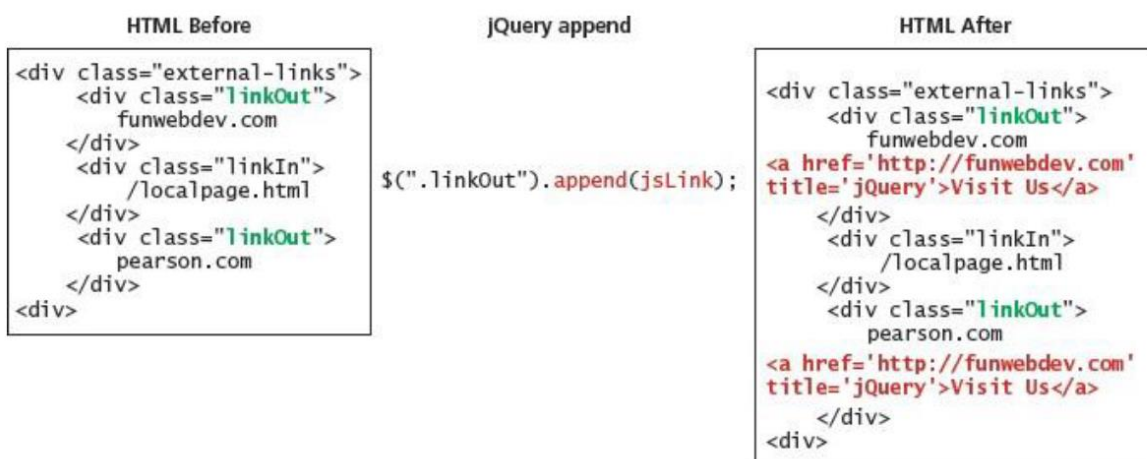 HTML Before
<div class="external-links">
<div class="linkOut">
funwebdev.com
</div>
<div class="linkIn">
/localpage.html
</div>
<div class="linkOut">
pearson.com
</div>
<div>
jQuery append
$(".linkOut").append(jsLink);
HTML After
<div class="external-links">
<div class="linkOut">
funwebdev.com
<a href='http://funwebdev.com'
title='jQuery'>Visit Us</a>
</div>
<div class="linkIn">
/localpage.html
</div>
<div class="linkOut">
pearson.com
<a href='http://funwebdev.com'
title='jQuery'>Visit Us</a>
</div>
<div>